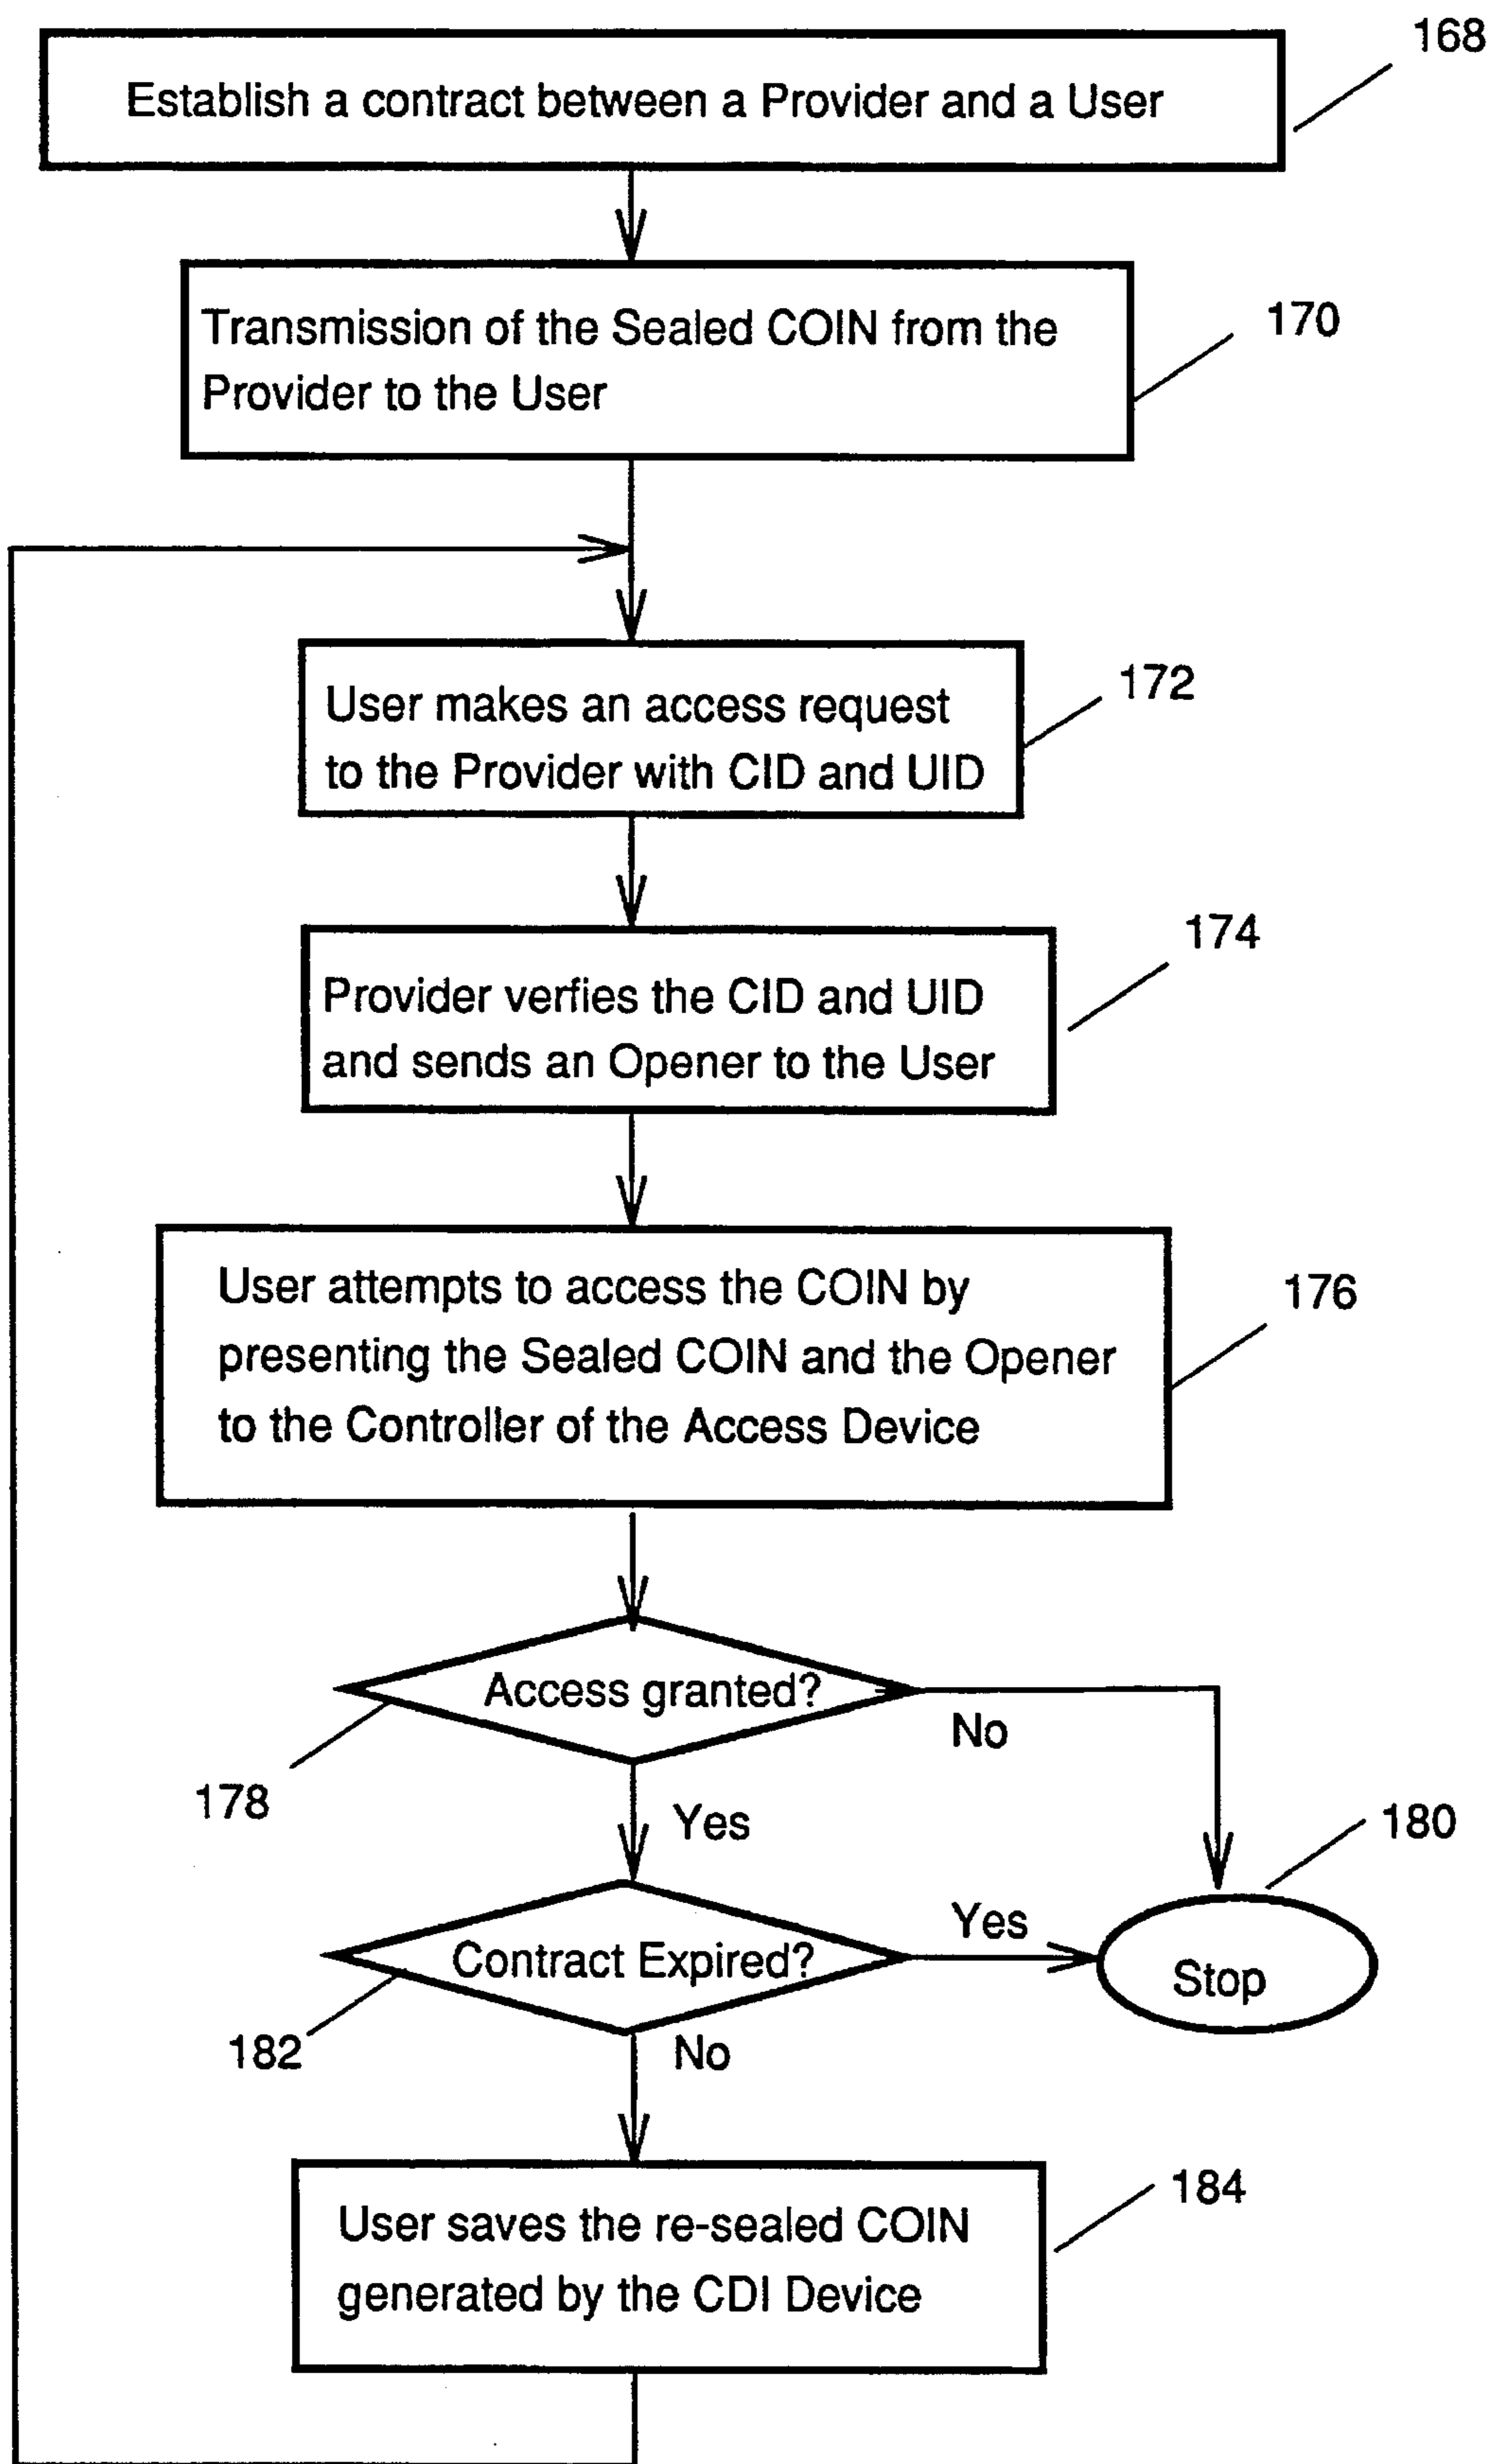 168
Establish a contract between a Provider and a User
Transmission of the Sealed COIN from the
Provider to the User
170
User makes an access request
to the Provider with CID and UID
172
174
Provider verfies the CID and UID
and sends an Opener to the User
User attempts to access the COIN by
presenting the Sealed COIN and the Opener
to the Controller of the Access Device
176
Access granted?
No
178
Yes
180
Contract Expired?
Yes
Stop
182
No
184
User saves the re-sealed COIN
generated by the CDI Device